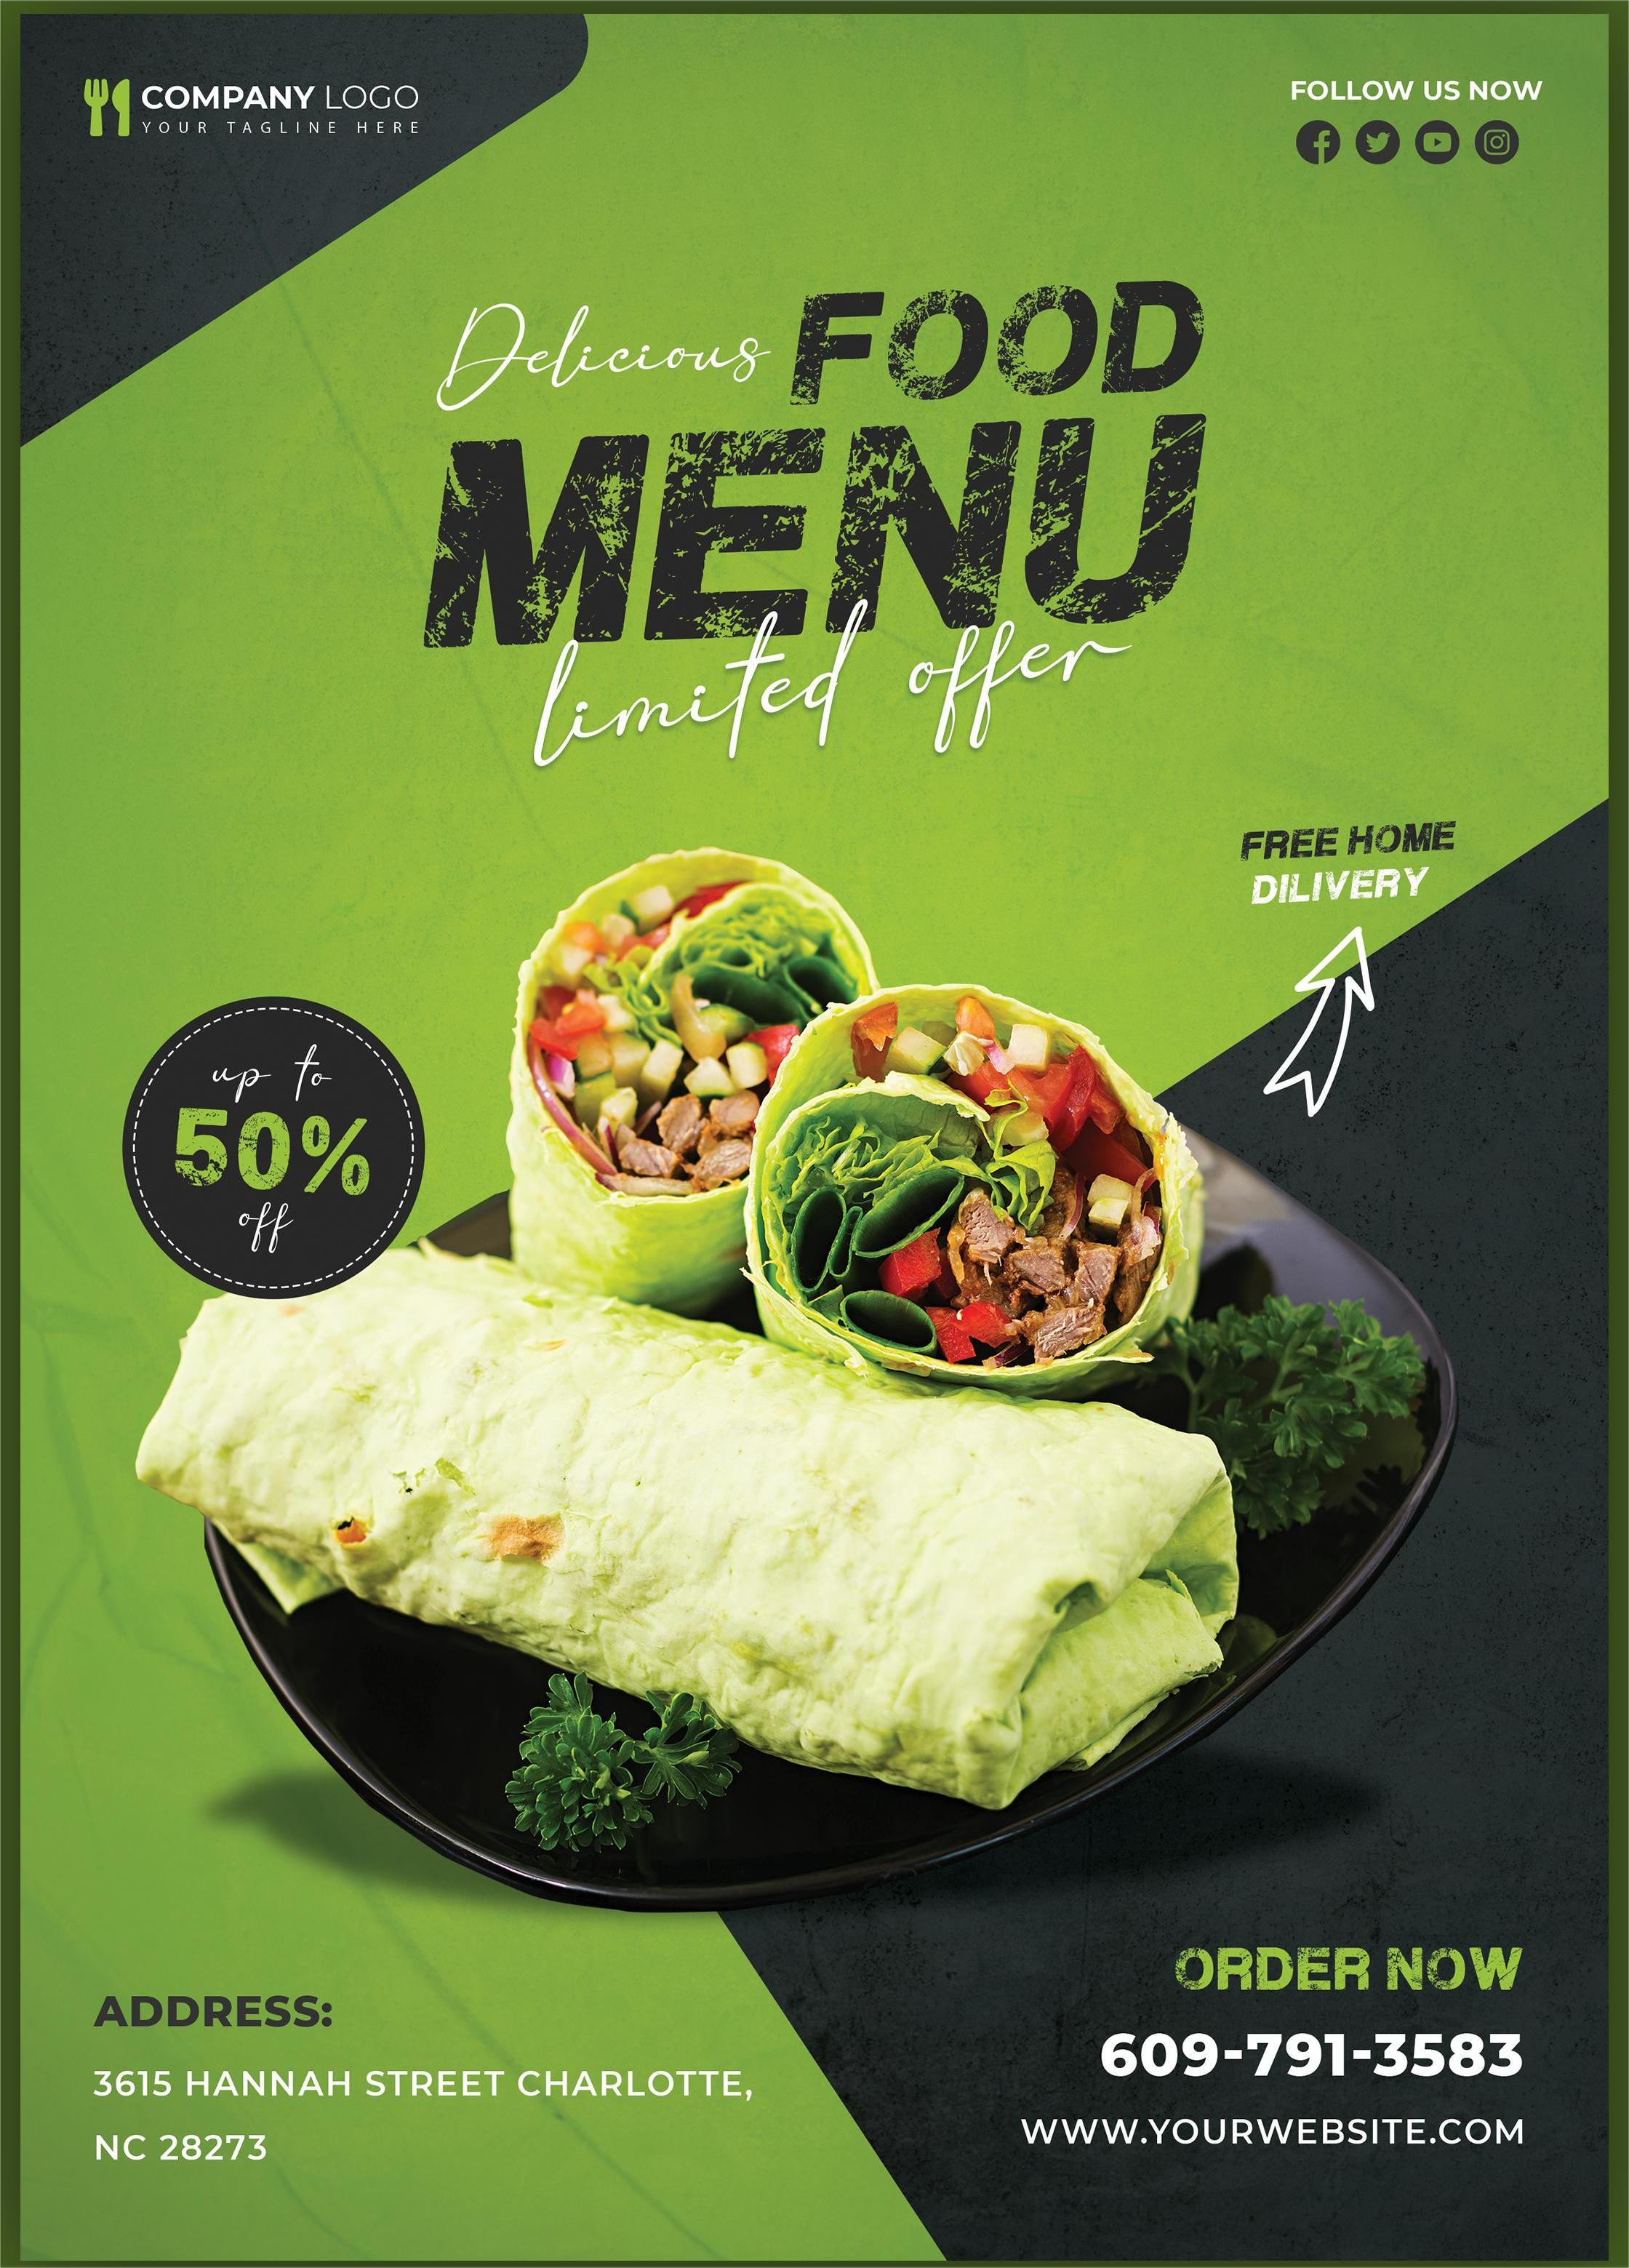 COMPANY LOGO
YOUR TAGLINE HERE
FOLLOW US NOW
Delicious FOOD
MENU
limited offer
FREE HOME
DILIVERY
up to
50%
off
ORDER NOW
609-791-3583
WWW.YOURWEBSITE.COM
ADDRESS:
3615 HANNAH STREET CHARLOTTE,
NC 28273